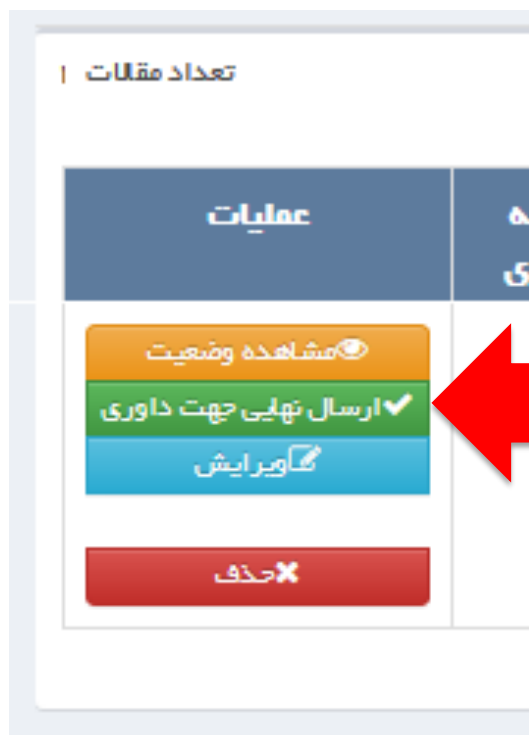 تعداد مقالات
عملیات
مشاهده وضعیت
ارسال نهایی جهت داوری
ویرایش
حذف